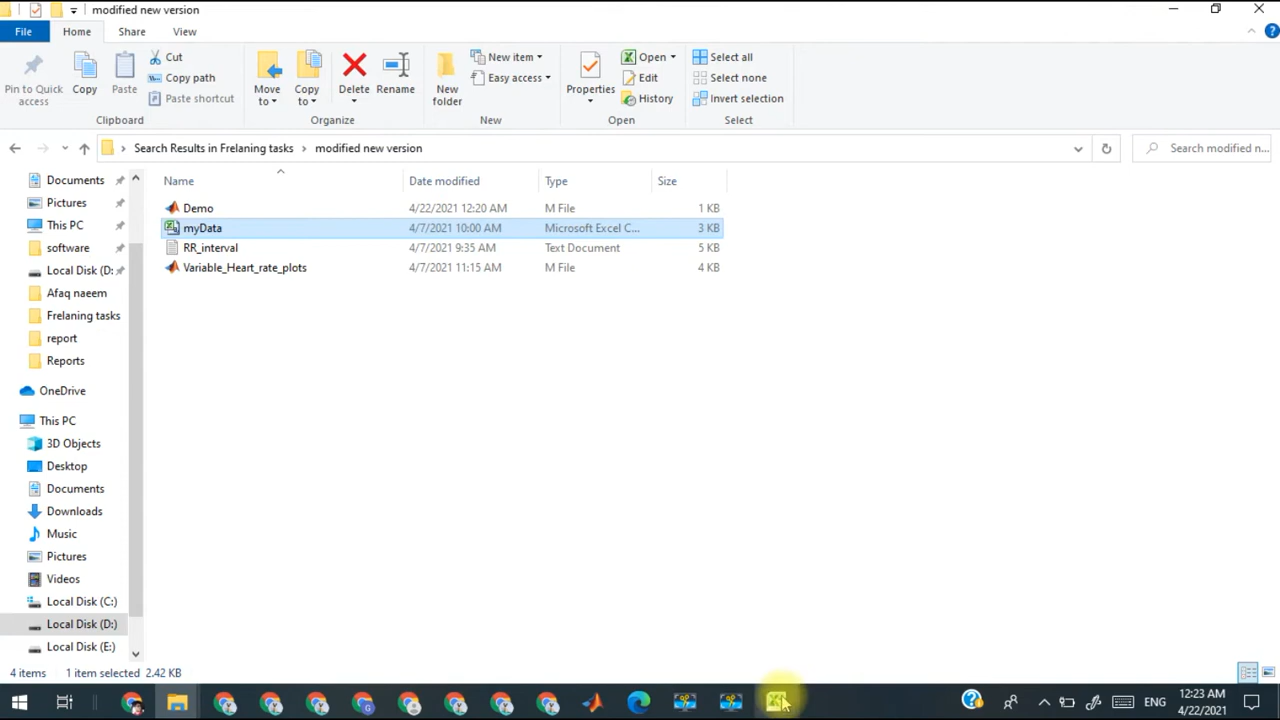 modified new version
File Home Share View
Pin to Quick access
Copy
Paste
Cut
Copy path
Paste shortcut
Clipboard
Move to
Copy to
Delete
Rename
Organize
New folder
New item
Easy access
New
Properties
Open
Edit
History
Open
Select all
Select none
Invert selection
Select
Search Results in Frelaning tasks > modified new version
Search modified n...
Name Date modified Type Size
Demo 4/22/2021 12:20 AM M File 1 KB
myData 4/7/2021 10:00 AM Microsoft Excel C... 3 KB
RR_interval 4/7/2021 9:35 AM Text Document 5 KB
Variable_Heart_rate_plots 4/7/2021 11:15 AM M File 4 KB
Documents
Pictures
This PC
software
Local Disk (D:
Afaq naeem
Frelaning tasks
report
Reports
OneDrive
This PC
3D Objects
Desktop
Documents
Downloads
Music
Pictures
Videos
Local Disk (C:)
Local Disk (D:)
Local Disk (E:)
4 items 1 item selected 2.42 KB
ENG
12:23 AM
4/22/2021